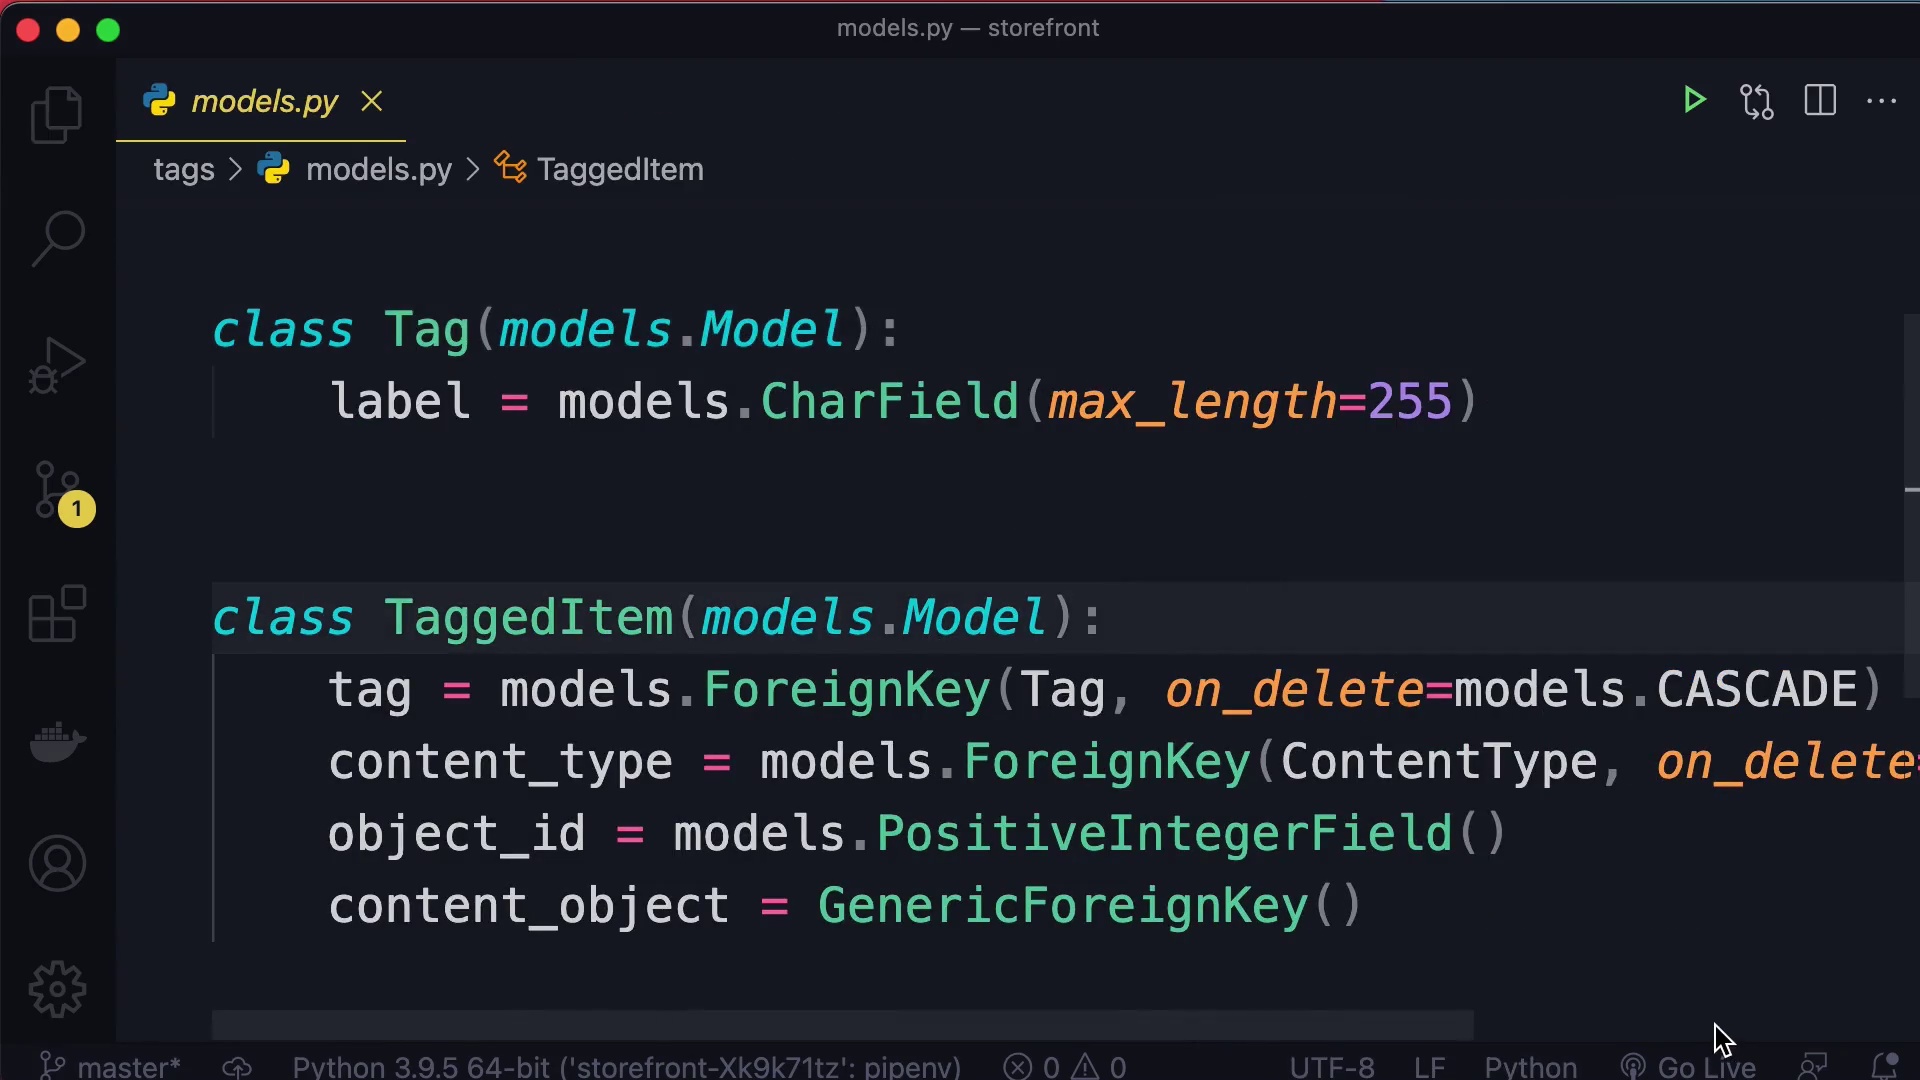 models.py — storefront
models.py
tags > models.py > TaggedItem
class Tag(models.Model):
    label = models.CharField(max_length=255)
class TaggedItem(models.Model):
    tag = models.ForeignKey(Tag, on_delete=models.CASCADE)
    content_type = models.ForeignKey(ContentType, on_delete=
    object_id = models.PositiveIntegerField()
    content_object = GenericForeignKey()
1
master* Python 3.9.5 64-bit ('storefront-Xk9k71tz': pipenv) 0 0 UTF-8 LF Python Go Live